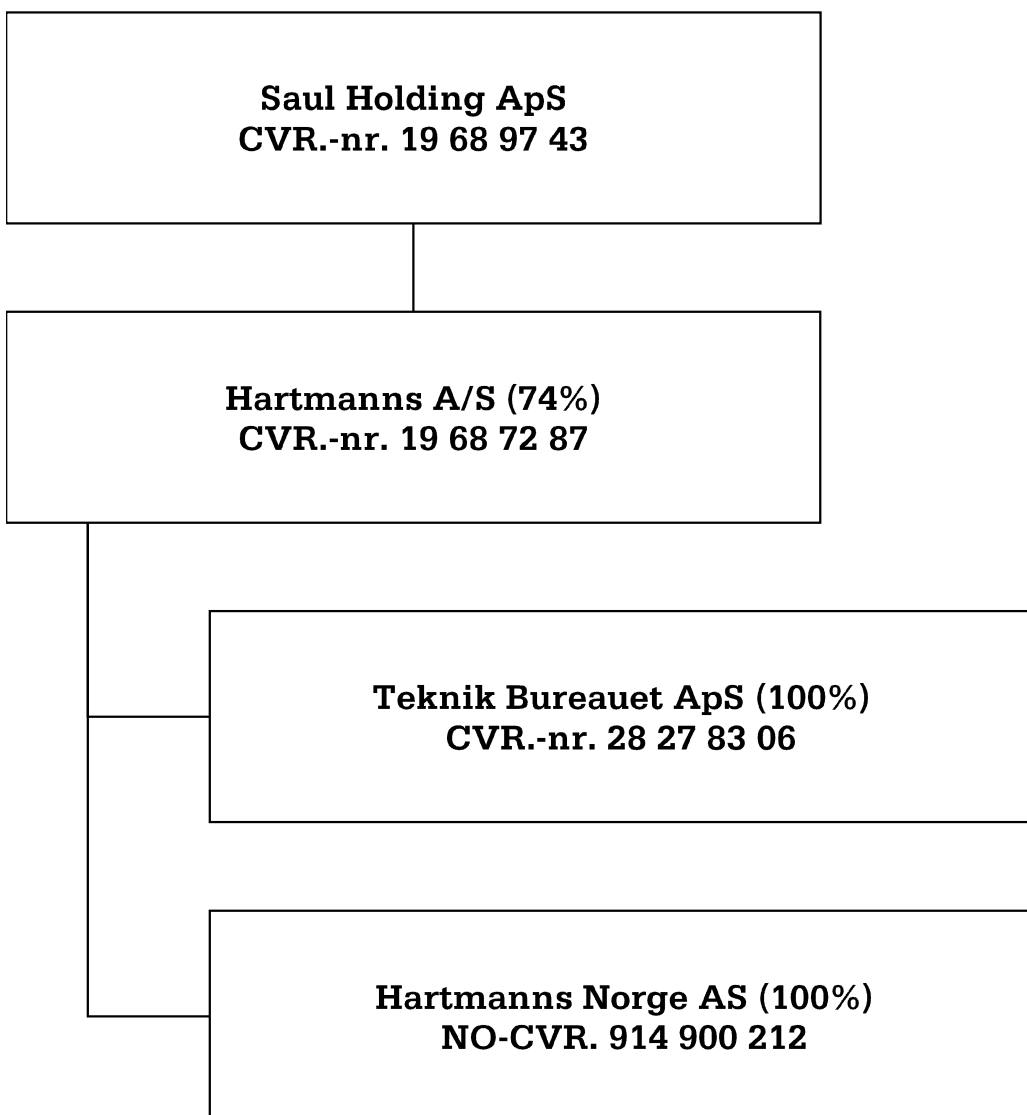 Saul Holding ApS
CVR.-nr. 19 68 97 43
Hartmanns A/S (74%)
CVR.-nr. 19 68 72 87
Teknik Bureauet ApS (100%)
CVR.-nr. 28 27 83 06
Hartmanns Norge AS (100%)
NO-CVR. 914 900 212